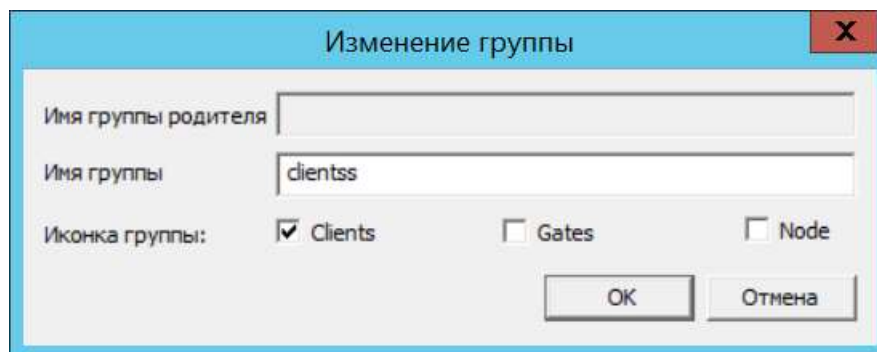 Изменение группы
X
Имя группы родителя
Имя группы clientss
Иконка группы: Clients Gates Node
OK Отмена